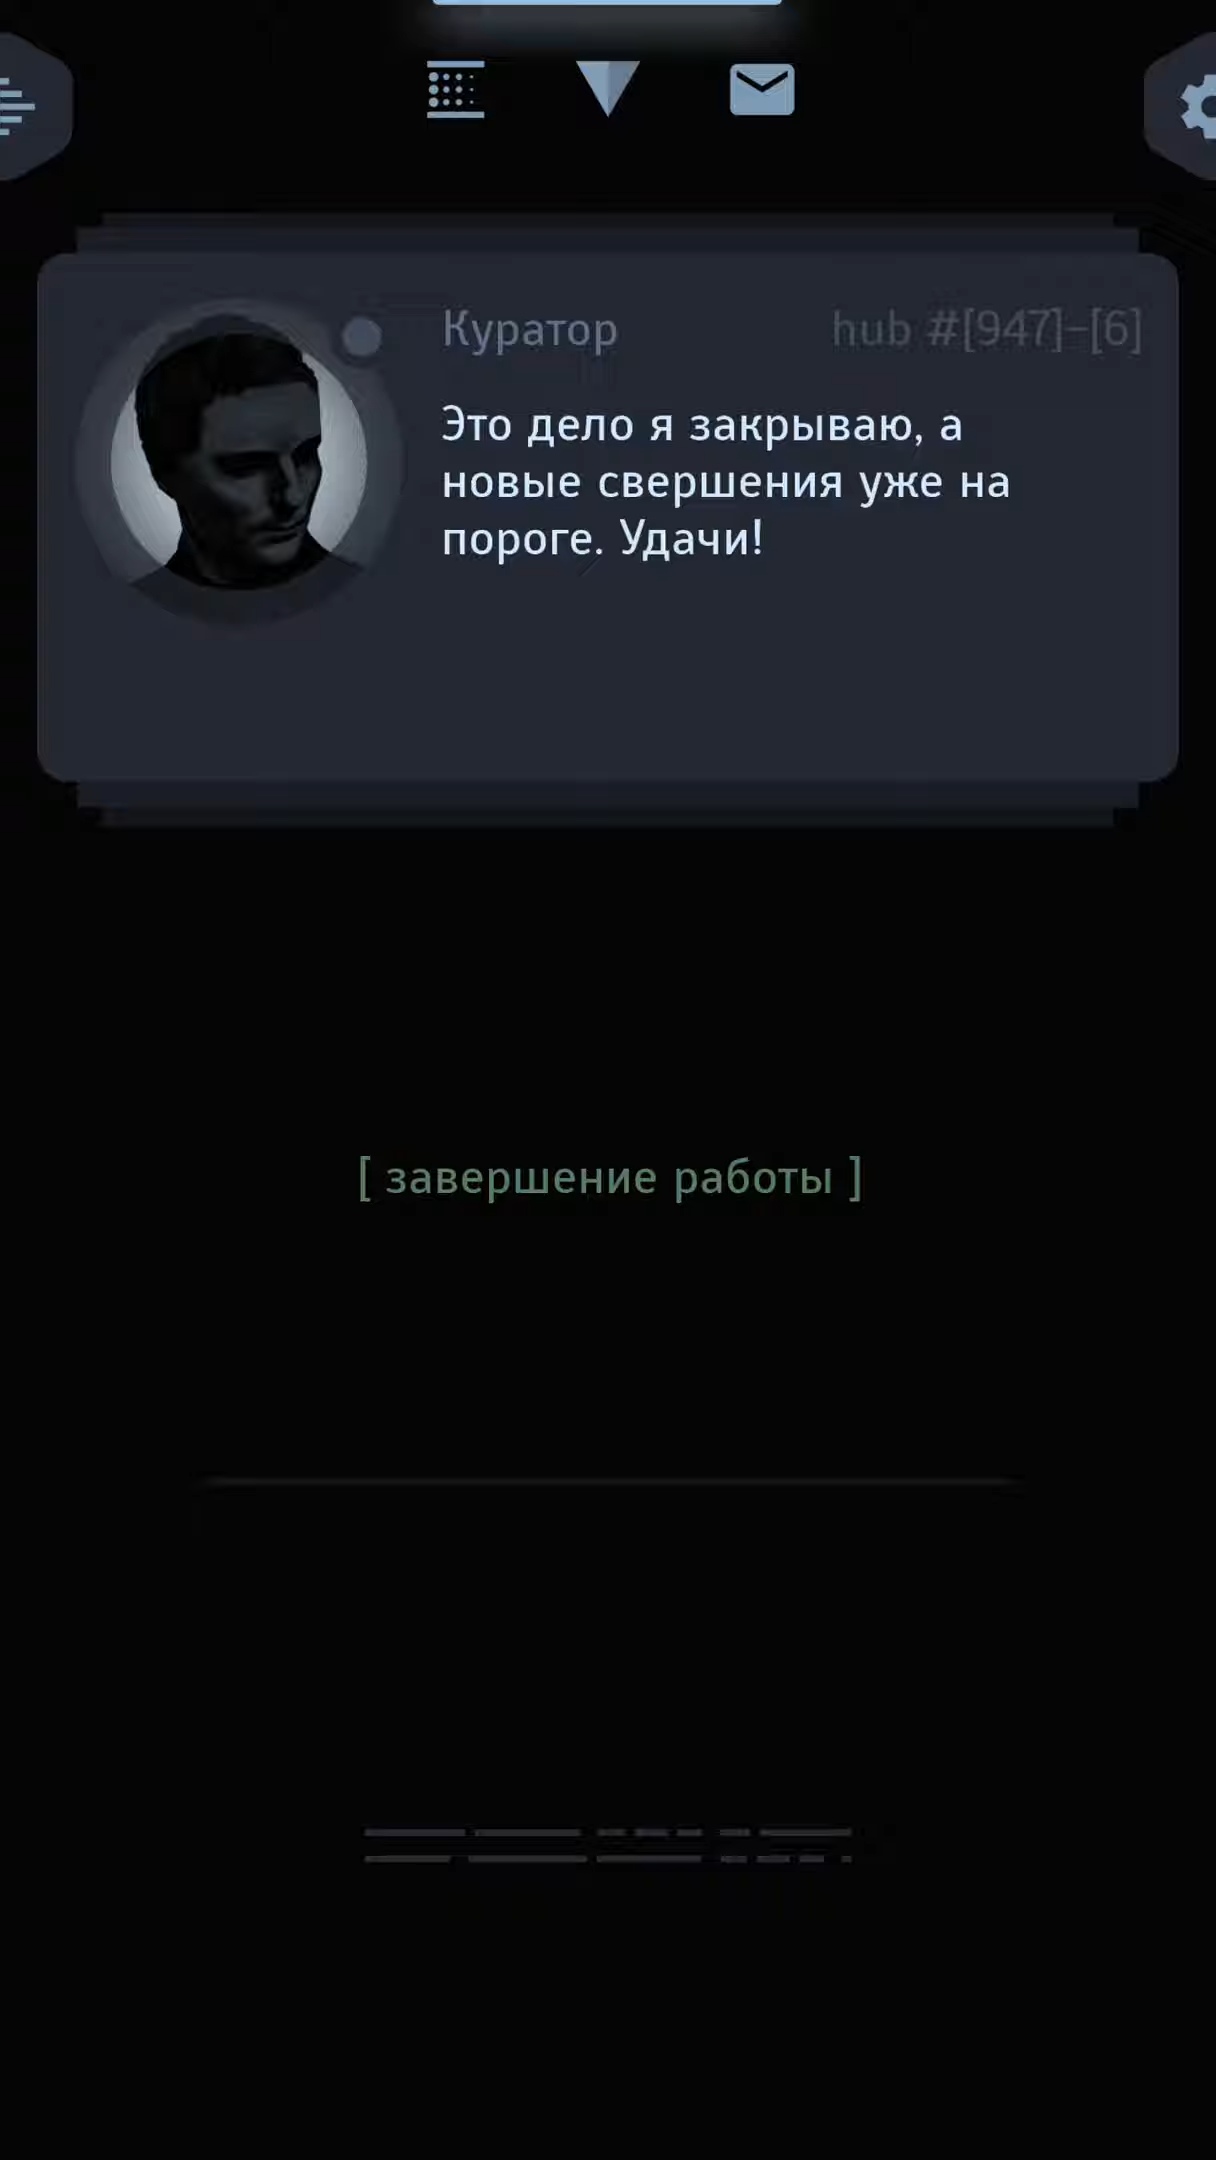 Куратор hub #[947]-[6]
Это дело я закрываю, а
новые свершения уже на
пороге. Удачи!
[ завершение работы ]